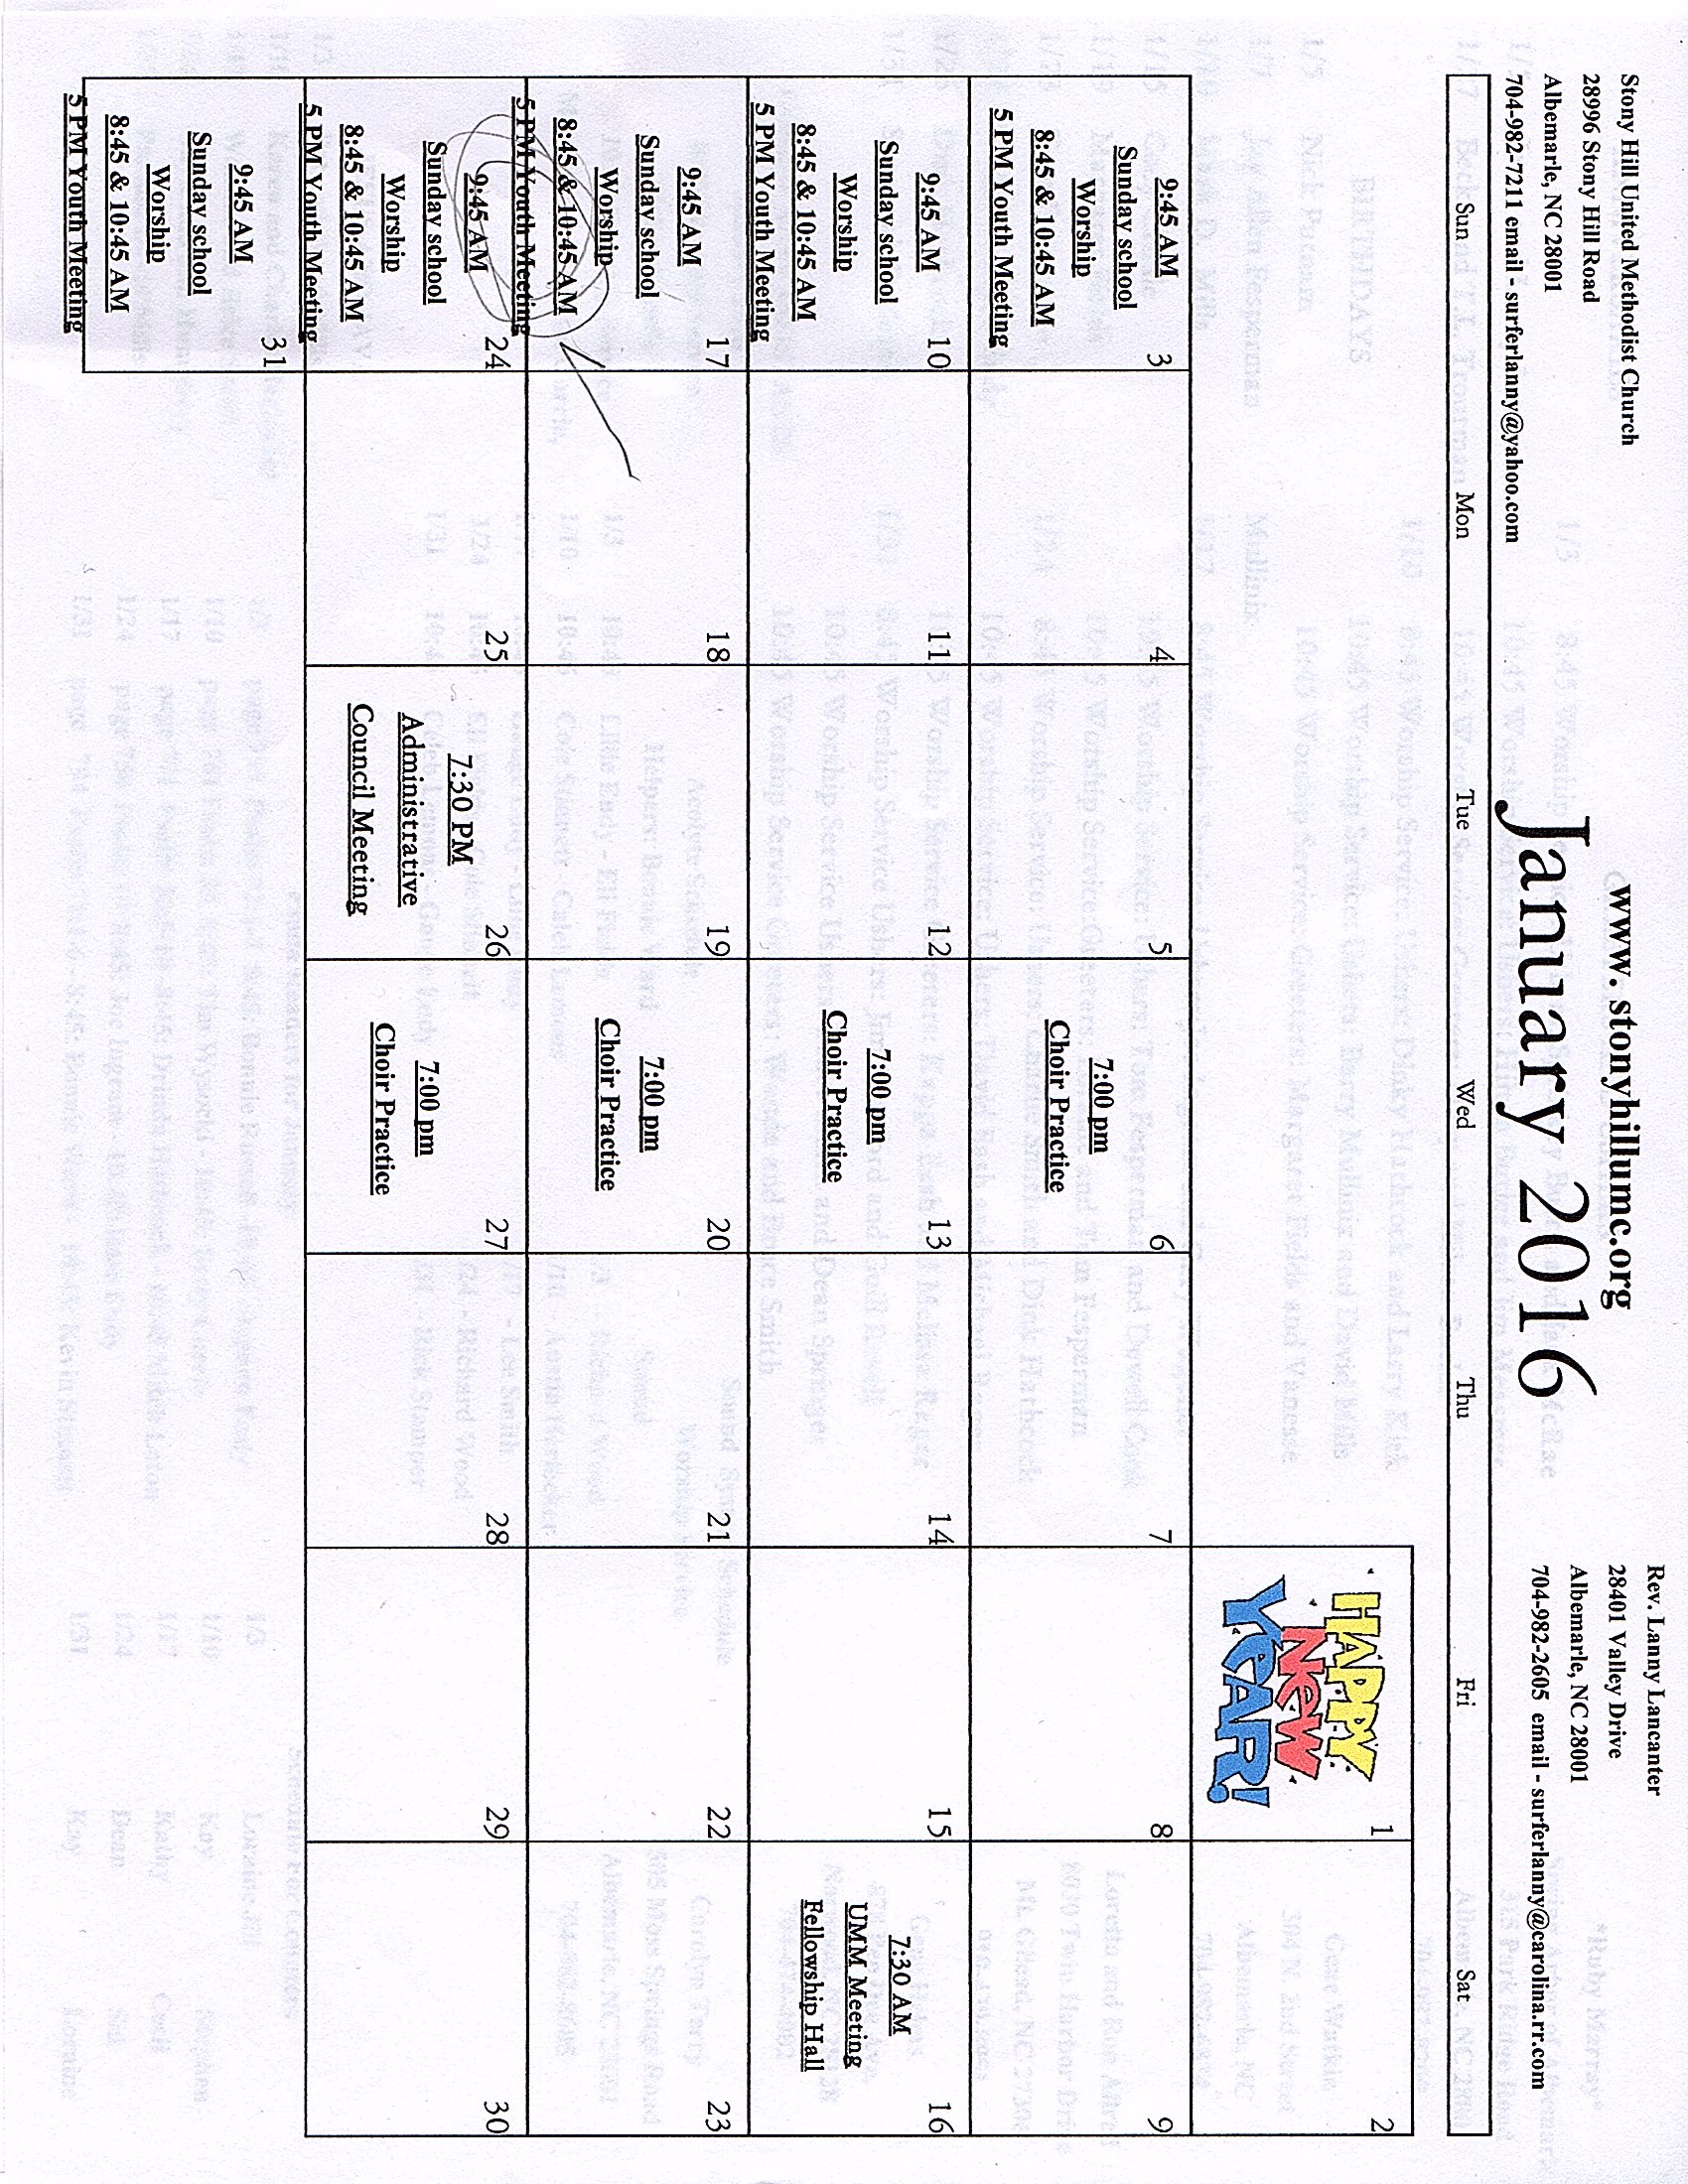 Stony Hill United Methodist Church
28996 Stony Hill Road
Albemarle, NC 28001
704-982-7211 email - surferlanny@yahoo.com
www. stonyhillumc.org
January 2016
Rev. Lanny Lancanter
28401 Valley Drive
Albemarle, NC 28001
704-982-2605 email - surferlanny@carolina.rr.com
Sun Mon Tue Wed Thu Fri Sat
1
HAPPY
NEW
YEAR!
2
3
9:45 AM
Sunday school
Worship
8:45 & 10:45 AM
5 PM Youth Meeting
4
5
6
7:00 pm
Choir Practice
7
8
9
10
9:45 AM
Sunday school
Worship
8:45 & 10:45 AM
5 PM Youth Meeting
11
12
13
7:00 pm
Choir Practice
14
15
16
7:30 AM
UMM Meeting
Fellowship Hall
17
9:45 AM
Sunday school
Worship
8:45 & 10:45 AM
5 PM Youth Meeting
18
19
20
7:00 pm
Choir Practice
21
22
23
24
9:45 AM
Sunday school
Worship
8:45 & 10:45 AM
5 PM Youth Meeting
25
26
7:30 PM
Administrative
Council Meeting
27
7:00 pm
Choir Practice
28
29
30
31
9:45 AM
Sunday school
Worship
8:45 & 10:45 AM
5 PM Youth Meeting